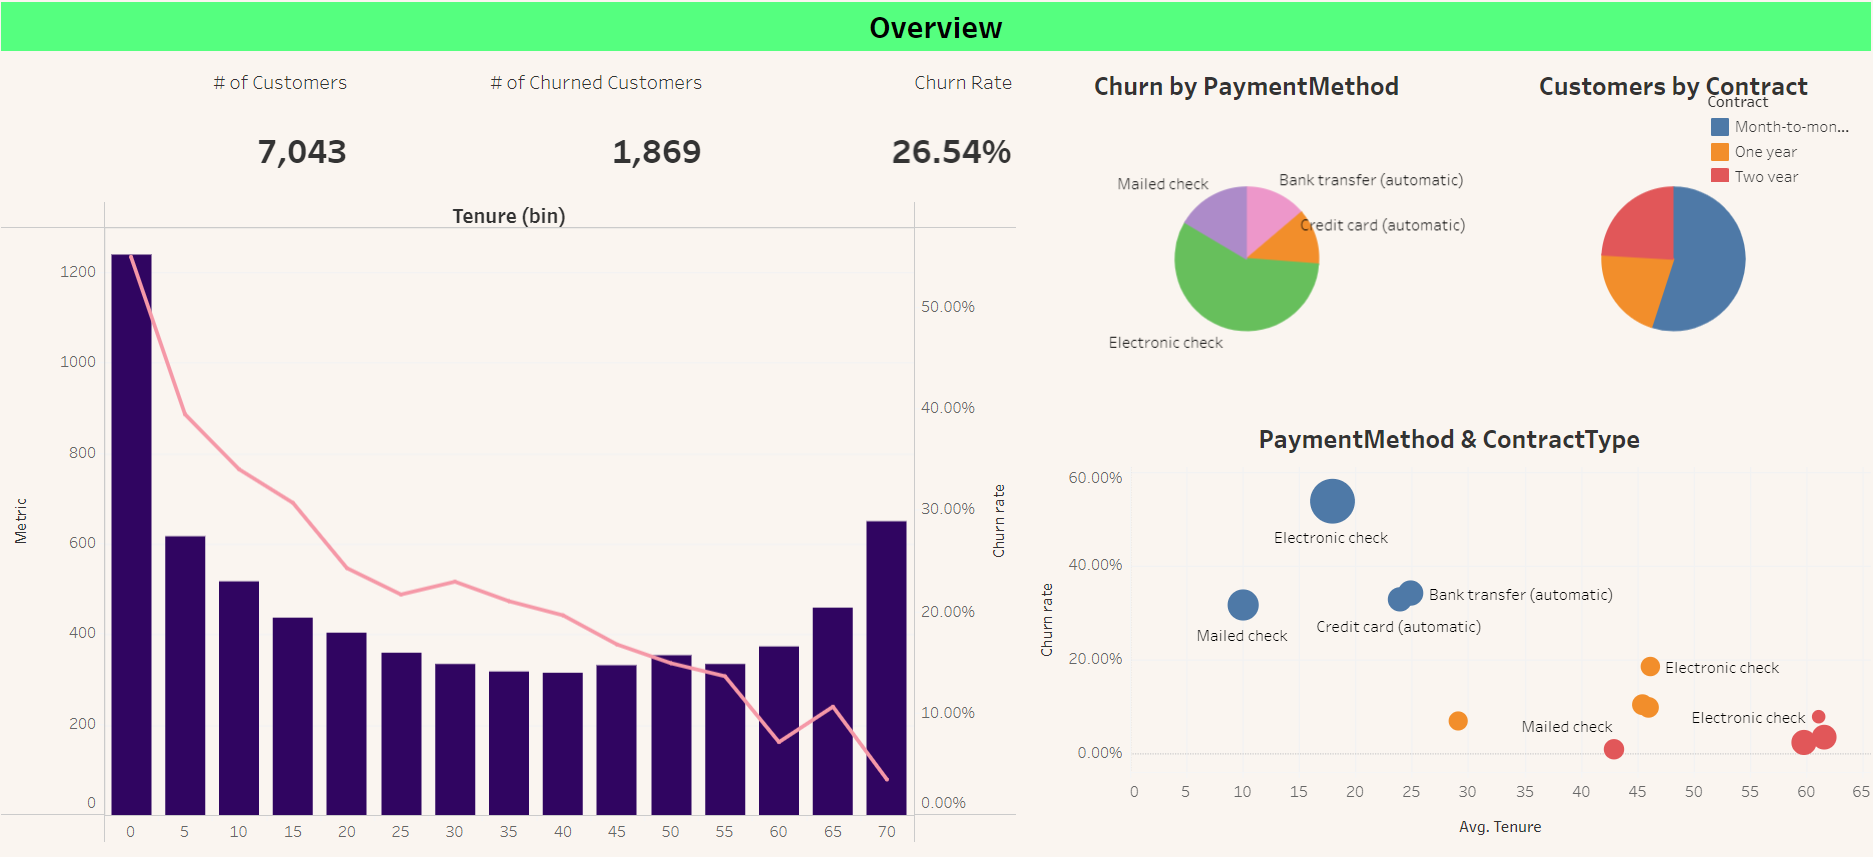 Overview
# of Customers
# of Churned Customers
Churn Rate
7,043
1,869
26.54%
Tenure (bin)
Metric
1200
1000
800
600
400
200
0
50.00%
40.00%
30.00%
20.00%
10.00%
0.00%
Churn rate
0 5 10 15 20 25 30 35 40 45 50 55 60 65 70
Churn by PaymentMethod
Mailed check
Bank transfer (automatic)
Credit card (automatic)
Electronic check
Customers by Contract
Contract
Month-to-mon...
One year
Two year
PaymentMethod & ContractType
Churn rate
60.00%
40.00%
20.00%
0.00%
Electronic check
Bank transfer (automatic)
Credit card (automatic)
Mailed check
Electronic check
Electronic check
Mailed check
0 5 10 15 20 25 30 35 40 45 50 55 60 65
Avg. Tenure